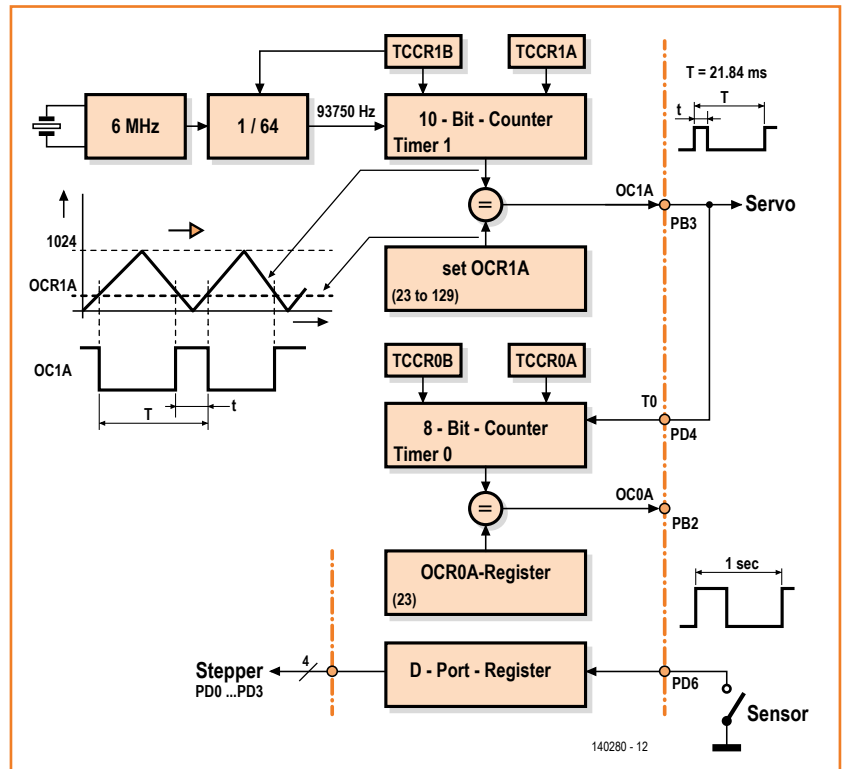 TCCR1B
TCCR1A
T = 21.84 ms
T
t
6 MHz
1 / 64
93750 Hz
10 - Bit - Counter
Timer 1
=
OC1A
PB3
Servo
1024
OCR1A
set OCR1A
(23 to 129)
OC1A
T
t
TCCR0B
TCCR0A
8 - Bit - Counter
Timer 0
T0
PD4
=
OC0A
PB2
OCR0A-Register
(23)
1 sec
Stepper
PD0 ...PD3
4
D - Port - Register
PD6
Sensor
140280 - 12